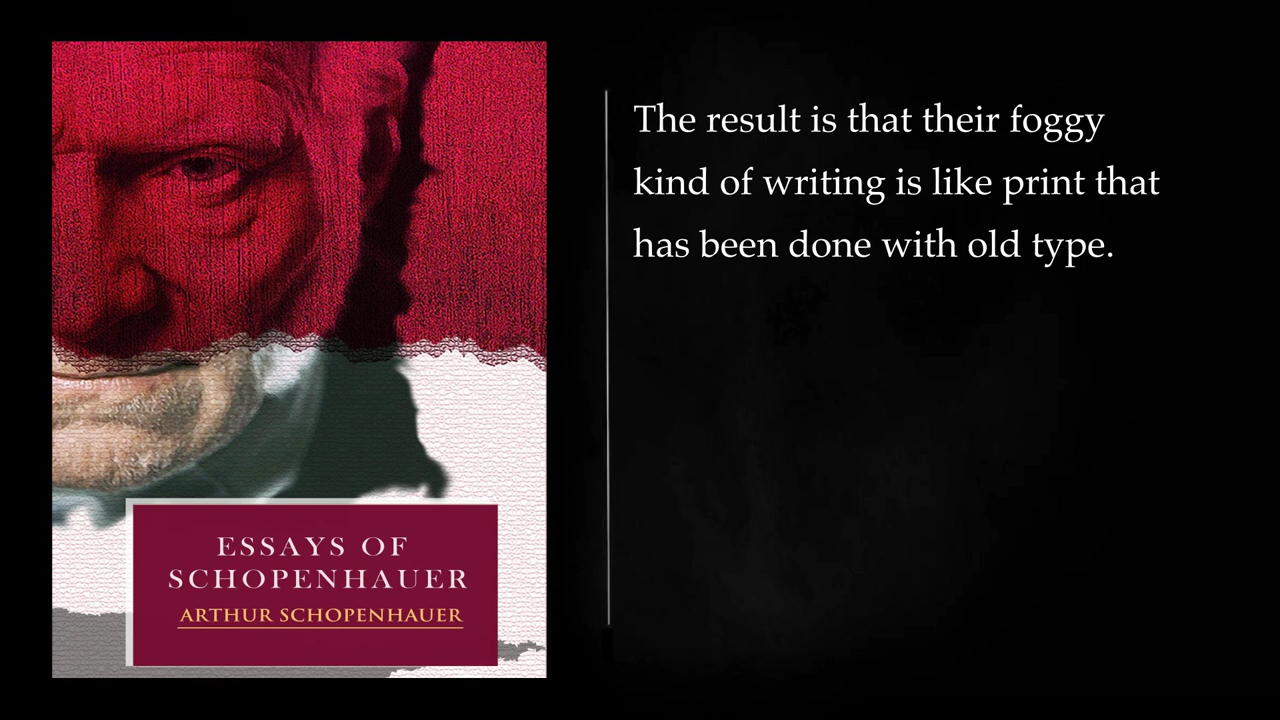 The result is that their foggy
kind of writing is like print that
has been done with old type.
ESSAYS OF
SCHOPENHAUER
ARTHUR SCHOPENHAUER